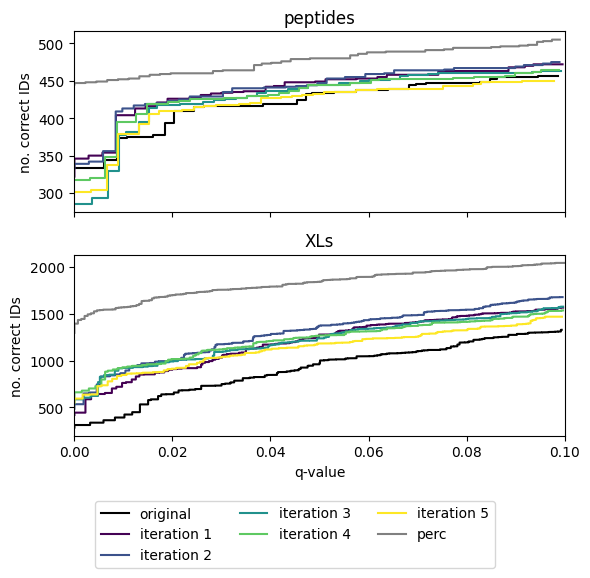 peptides
500
450
400
350
300
no. correct IDs
XLs
2000
1500
1000
500
no. correct IDs
0.00 0.02 0.04 0.06 0.08 0.10
q-value
original iteration 3 iteration 5
iteration 1 iteration 4 perc
iteration 2